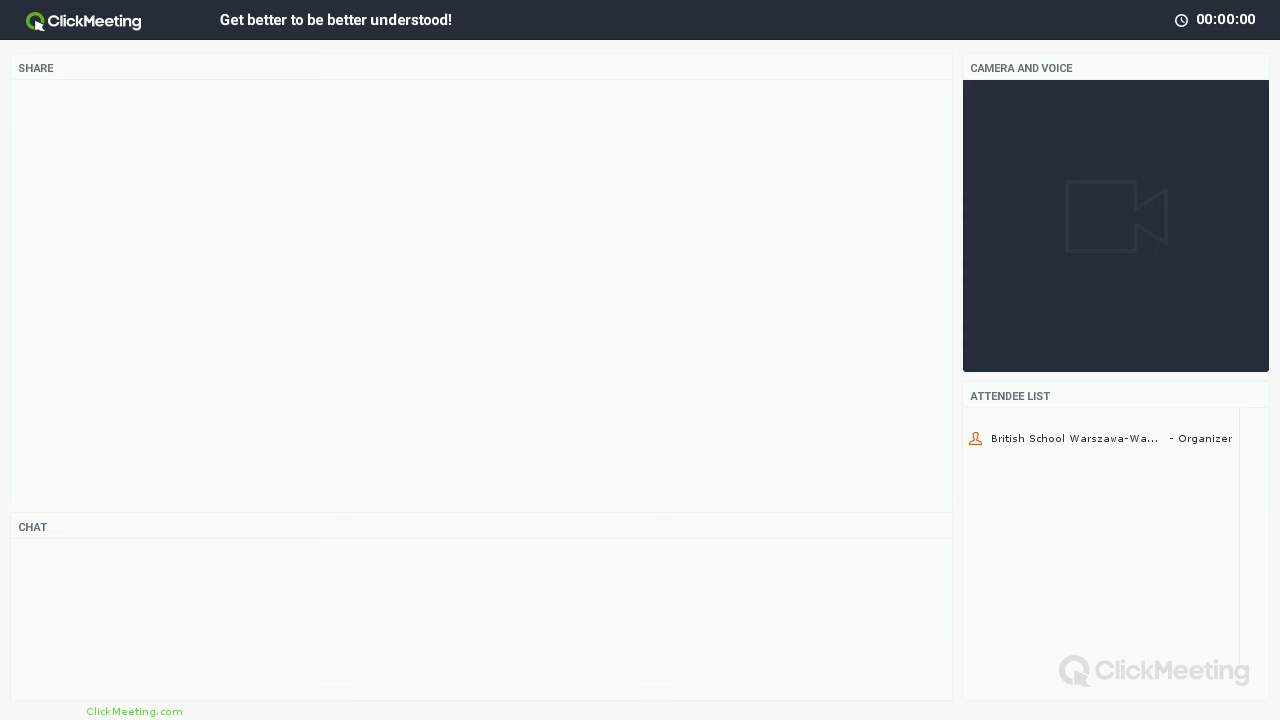 ClickMeeting
Get better to be better understood!
00:00:00
SHARE
CAMERA AND VOICE
ATTENDEE LIST
British School Warszawa-Wa... - Organizer
CHAT
ClickMeeting
ClickMeeting.com